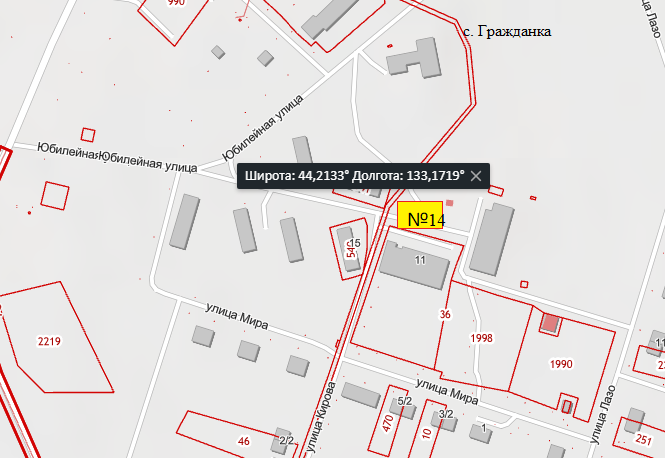 990
с. Гражданка
улица Лазо
Юбилейная улица
Юбилейная
Юбилейная улица
Широта: 44,2133° Долгота: 133,1719°
№14
15
11
36
улица Мира
2219
1998
1990
11
улица Мира
улица Кирова
5/2
3/2
470
10
1
46
2/2
улица Лазо
251